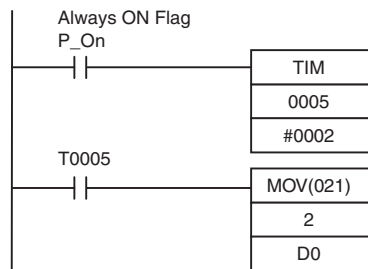 Always ON Flag
P_On
TIM
0005
#0002
T0005
MOV(021)
2
D0